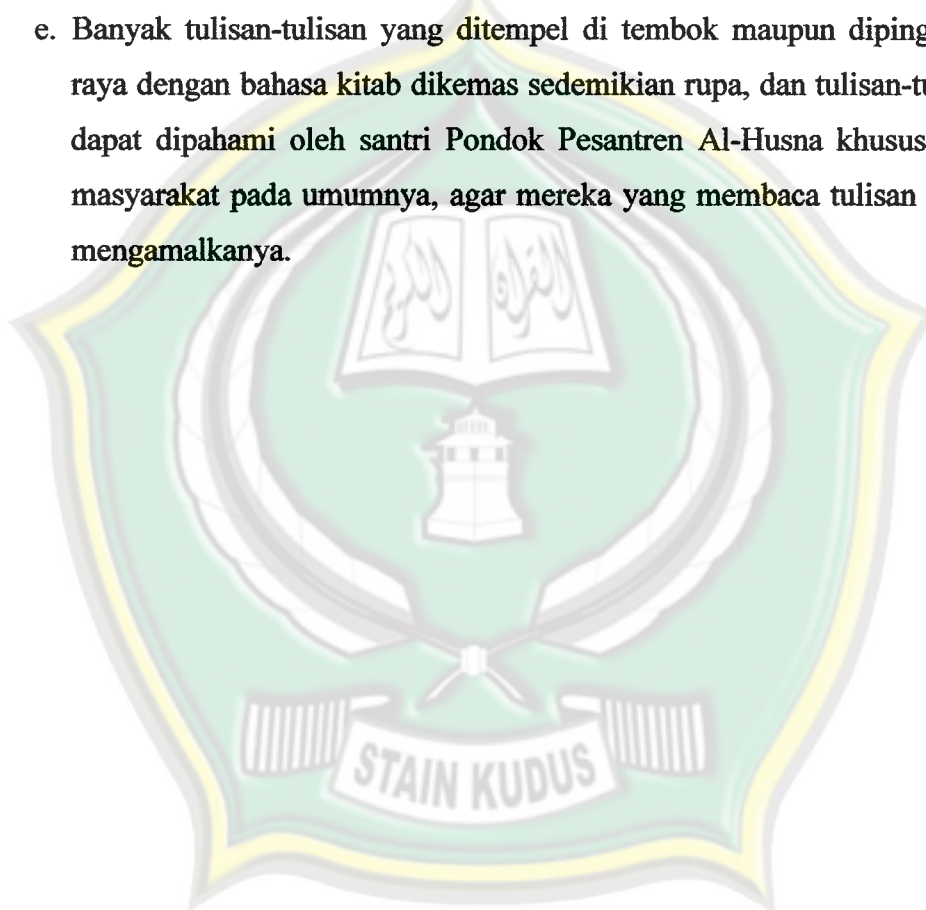 e. Banyak tulisan-tulisan yang ditempel di tembok maupun diping
raya dengan bahasa kitab dikemas sedemikian rupa, dan tulisan-tu
dapat dipahami oleh santri Pondok Pesantren Al-Husna khusus
masyarakat pada umumnya, agar mereka yang membaca tulisan
mengamalkanya.
STAIN KUDUS